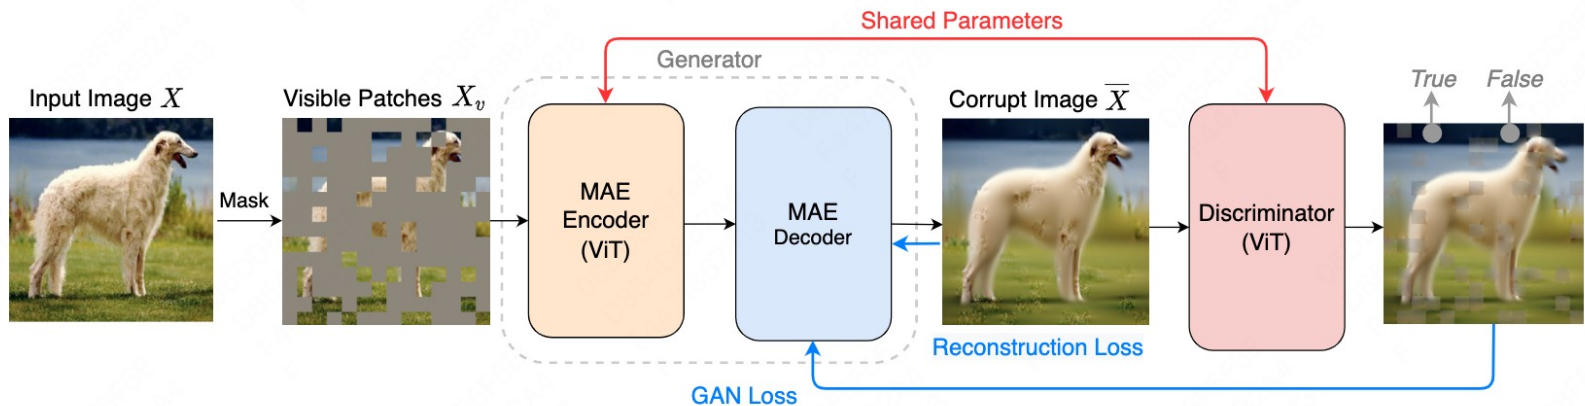 Shared Parameters
Generator
Input Image X
Visible Patches X_v
Corrupt Image X̅
True
False
Mask
MAE
Encoder
(ViT)
MAE
Decoder
Discriminator
(ViT)
Reconstruction Loss
GAN Loss